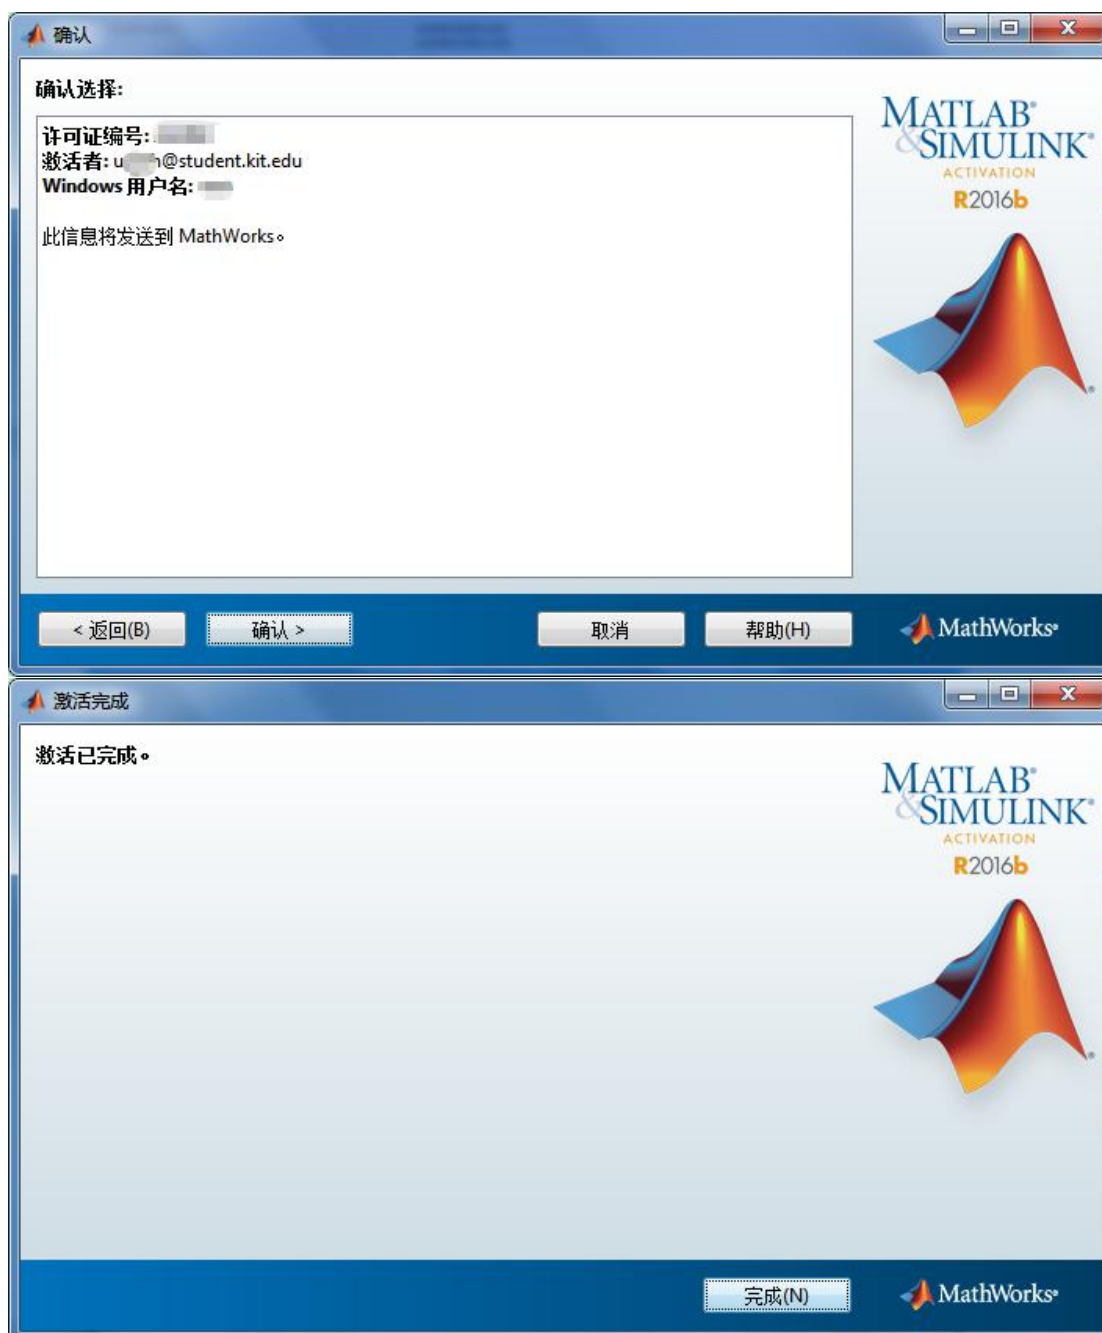 确认
确认选择:
许可证编号:
激活者: u h@student.kit.edu
Windows 用户名:
此信息将发送到 MathWorks。
MATLAB®
&SIMULINK®
ACTIVATION
R2016b
< 返回(B)
确认 >
取消
帮助(H)
MathWorks®
激活完成
激活已完成。
MATLAB®
&SIMULINK®
ACTIVATION
R2016b
完成(N)
MathWorks®